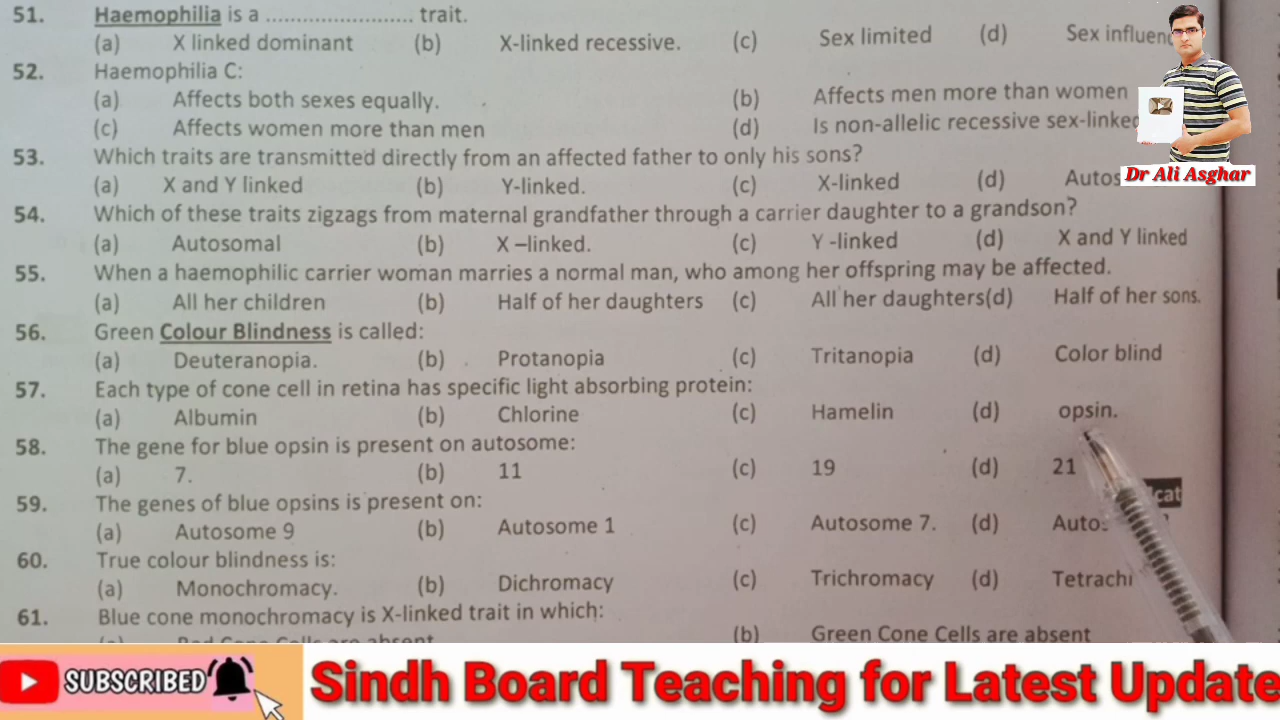 51. Haemophilia is a ........................ trait.
(a) X linked dominant (b) X-linked recessive. (c) Sex limited (d) Sex
52. Haemophilia C:
(a) Affects both sexes equally. (b) Affects men more than women
(c) Affects women more than men (d) Is non-allelic recessive
53. Which traits are transmitted directly from an affected father to only his sons?
(a) X and Y linked (b) Y-linked. (c) X-linked (d)
Dr Ali Asghar
54. Which of these traits zigzags from maternal grandfather through a carrier daughter to a grandson?
(a) Autosomal (b) X –linked. (c) Y -linked (d) X and Y linked
55. When a haemophilic carrier woman marries a normal man, who among her offspring may be affected.
(a) All her children (b) Half of her daughters (c) All her daughters(d) Half of her sons.
56. Green Colour Blindness is called:
(a) Deuteranopia. (b) Protanopia (c) Tritanopia (d) Color blind
57. Each type of cone cell in retina has specific light absorbing protein:
(a) Albumin (b) Chlorine (c) Hamelin (d) opsin.
58. The gene for blue opsin is present on autosome:
(a) 7. (b) 11 (c) 19 (d) 21
59. The genes of blue opsins is present on:
(a) Autosome 9 (b) Autosome 1 (c) Autosome 7. (d)
60. True colour blindness is:
(a) Monochromacy. (b) Dichromacy (c) Trichromacy (d)
61. Blue cone monochromacy is X-linked trait in which:
(a) Red Cone Cells are absent (b) Green Cone Cells are absent
SUBSCRIBED Sindh Board Teaching for Latest Update